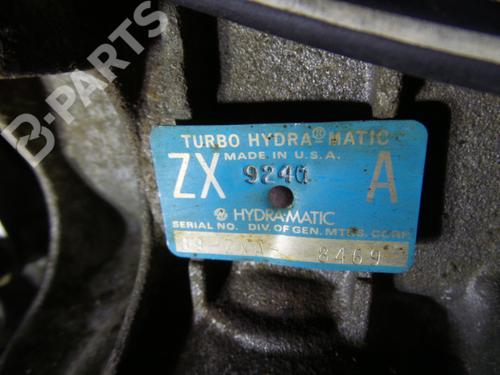 TURBO HYDRA® MATIC
MADE IN U.S.A.
ZX 9240 A
HYDRA-MATIC
SERIAL NO. DIV. OF GEN. MTRS. CORP.
8469
B-PARTS